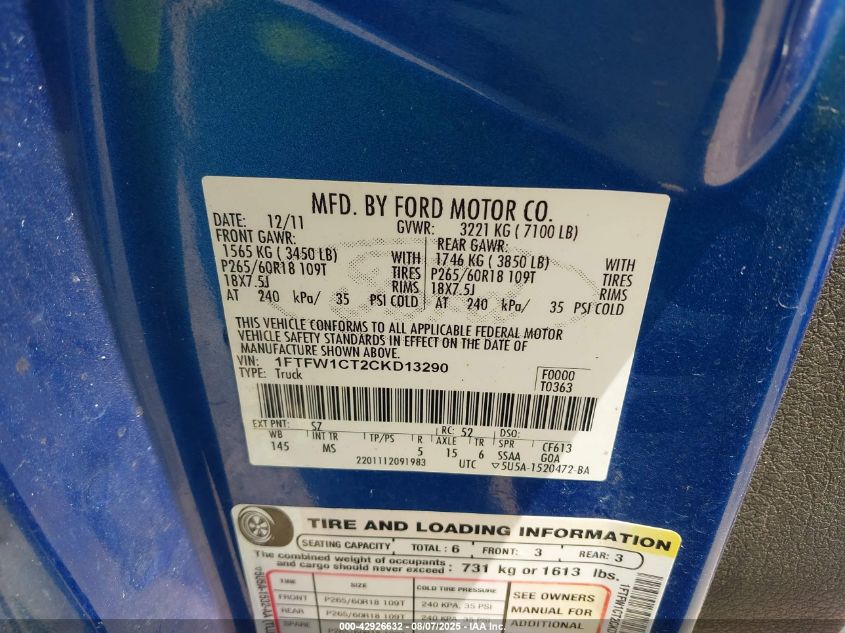 MFD. BY FORD MOTOR CO.
DATE: 12/11 GVWR: 3221 KG ( 7100 LB)
FRONT GAWR: REAR GAWR:
1565 KG ( 3450 LB) WITH 1746 KG ( 3850 LB) WITH
P265/60R18 109T TIRES P265/60R18 109T TIRES
18X7.5J RIMS 18X7.5J RIMS
AT 240 kPa/ 35 PSI COLD AT 240 kPa/ 35 PSI COLD
THIS VEHICLE CONFORMS TO ALL APPLICABLE FEDERAL MOTOR
VEHICLE SAFETY STANDARDS IN EFFECT ON THE DATE OF
MANUFACTURE SHOWN ABOVE.
VIN: 1FTFW1CT2CKD13290 F0000
TYPE: Truck T0363
EXT PNT: SZ RC: 52 DSO:
WB INT TR TP/PS R AXLE TR SPR CF613
145 MS 5 15 6 SSAA GOA
2201112091983 UTC ▽5U5A-1520472-BA
TIRE AND LOADING INFORMATION
SEATING CAPACITY TOTAL: 6 FRONT: 3 REAR: 3
The combined weight of occupants
and cargo should never exceed: 731 kg or 1613 lbs.
TIRE SIZE COLD TIRE PRESSURE SEE OWNERS
FRONT P265/60R18 109T 240 KPA, 35 PSI MANUAL FOR
REAR P265/60R18 109T 240 KPA, 35 PSI ADDITIONAL
SPARE
000-42926632 - 08/07/2025 - IAA Inc.